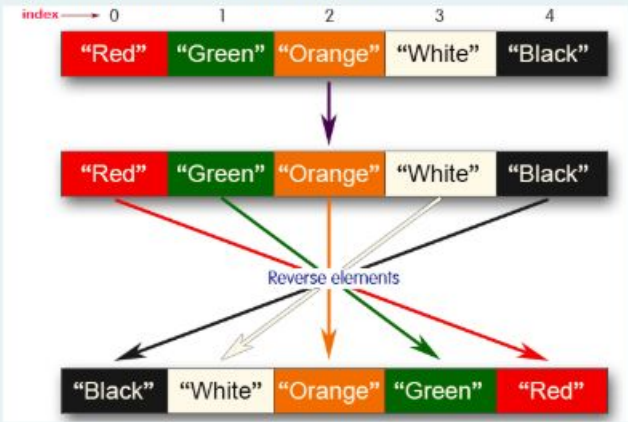 index 0 1 2 3 4
“Red” “Green” “Orange” “White” “Black”
“Red” “Green” “Orange” “White” “Black”
Reverse elements
“Black” “White” “Orange” “Green” “Red”